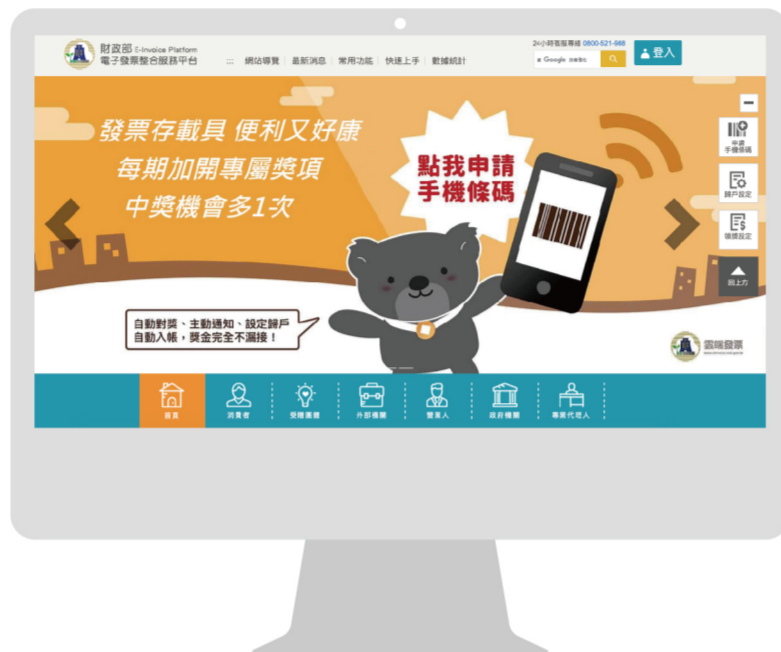 財政部 E-Invoice Platform
電子發票整合服務平台
::: 網站導覽 最新消息 常用功能 快速上手 數據統計
24小時客服專線 0800-521-988
Google
登入
發票存載具 便利又好康
每期加開專屬獎項
中獎機會多1次
點我申請
手機條碼
自動對獎、主動通知、設定歸戶
自動入帳，獎金完全不漏接！
申請
手機條碼
歸戶設定
領獎設定
回上方
雲端發票
首頁
消費者
受贈團體
外部機關
營業人
政府機關
專業代理人